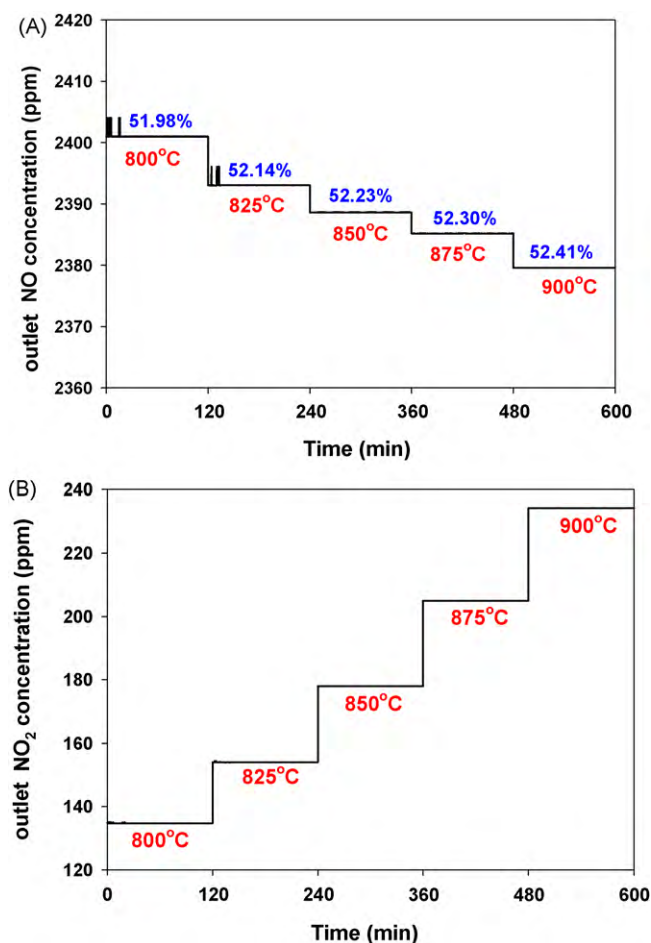 (A)
outlet NO concentration (ppm)
2420
2410
2400
2390
2380
2370
2360
51.98%
800°C
52.14%
825°C
52.23%
850°C
52.30%
875°C
52.41%
900°C
0 120 240 360 480 600
Time (min)
(B)
outlet NO₂ concentration (ppm)
240
220
200
180
160
140
120
900°C
875°C
850°C
825°C
800°C
0 120 240 360 480 600
Time (min)